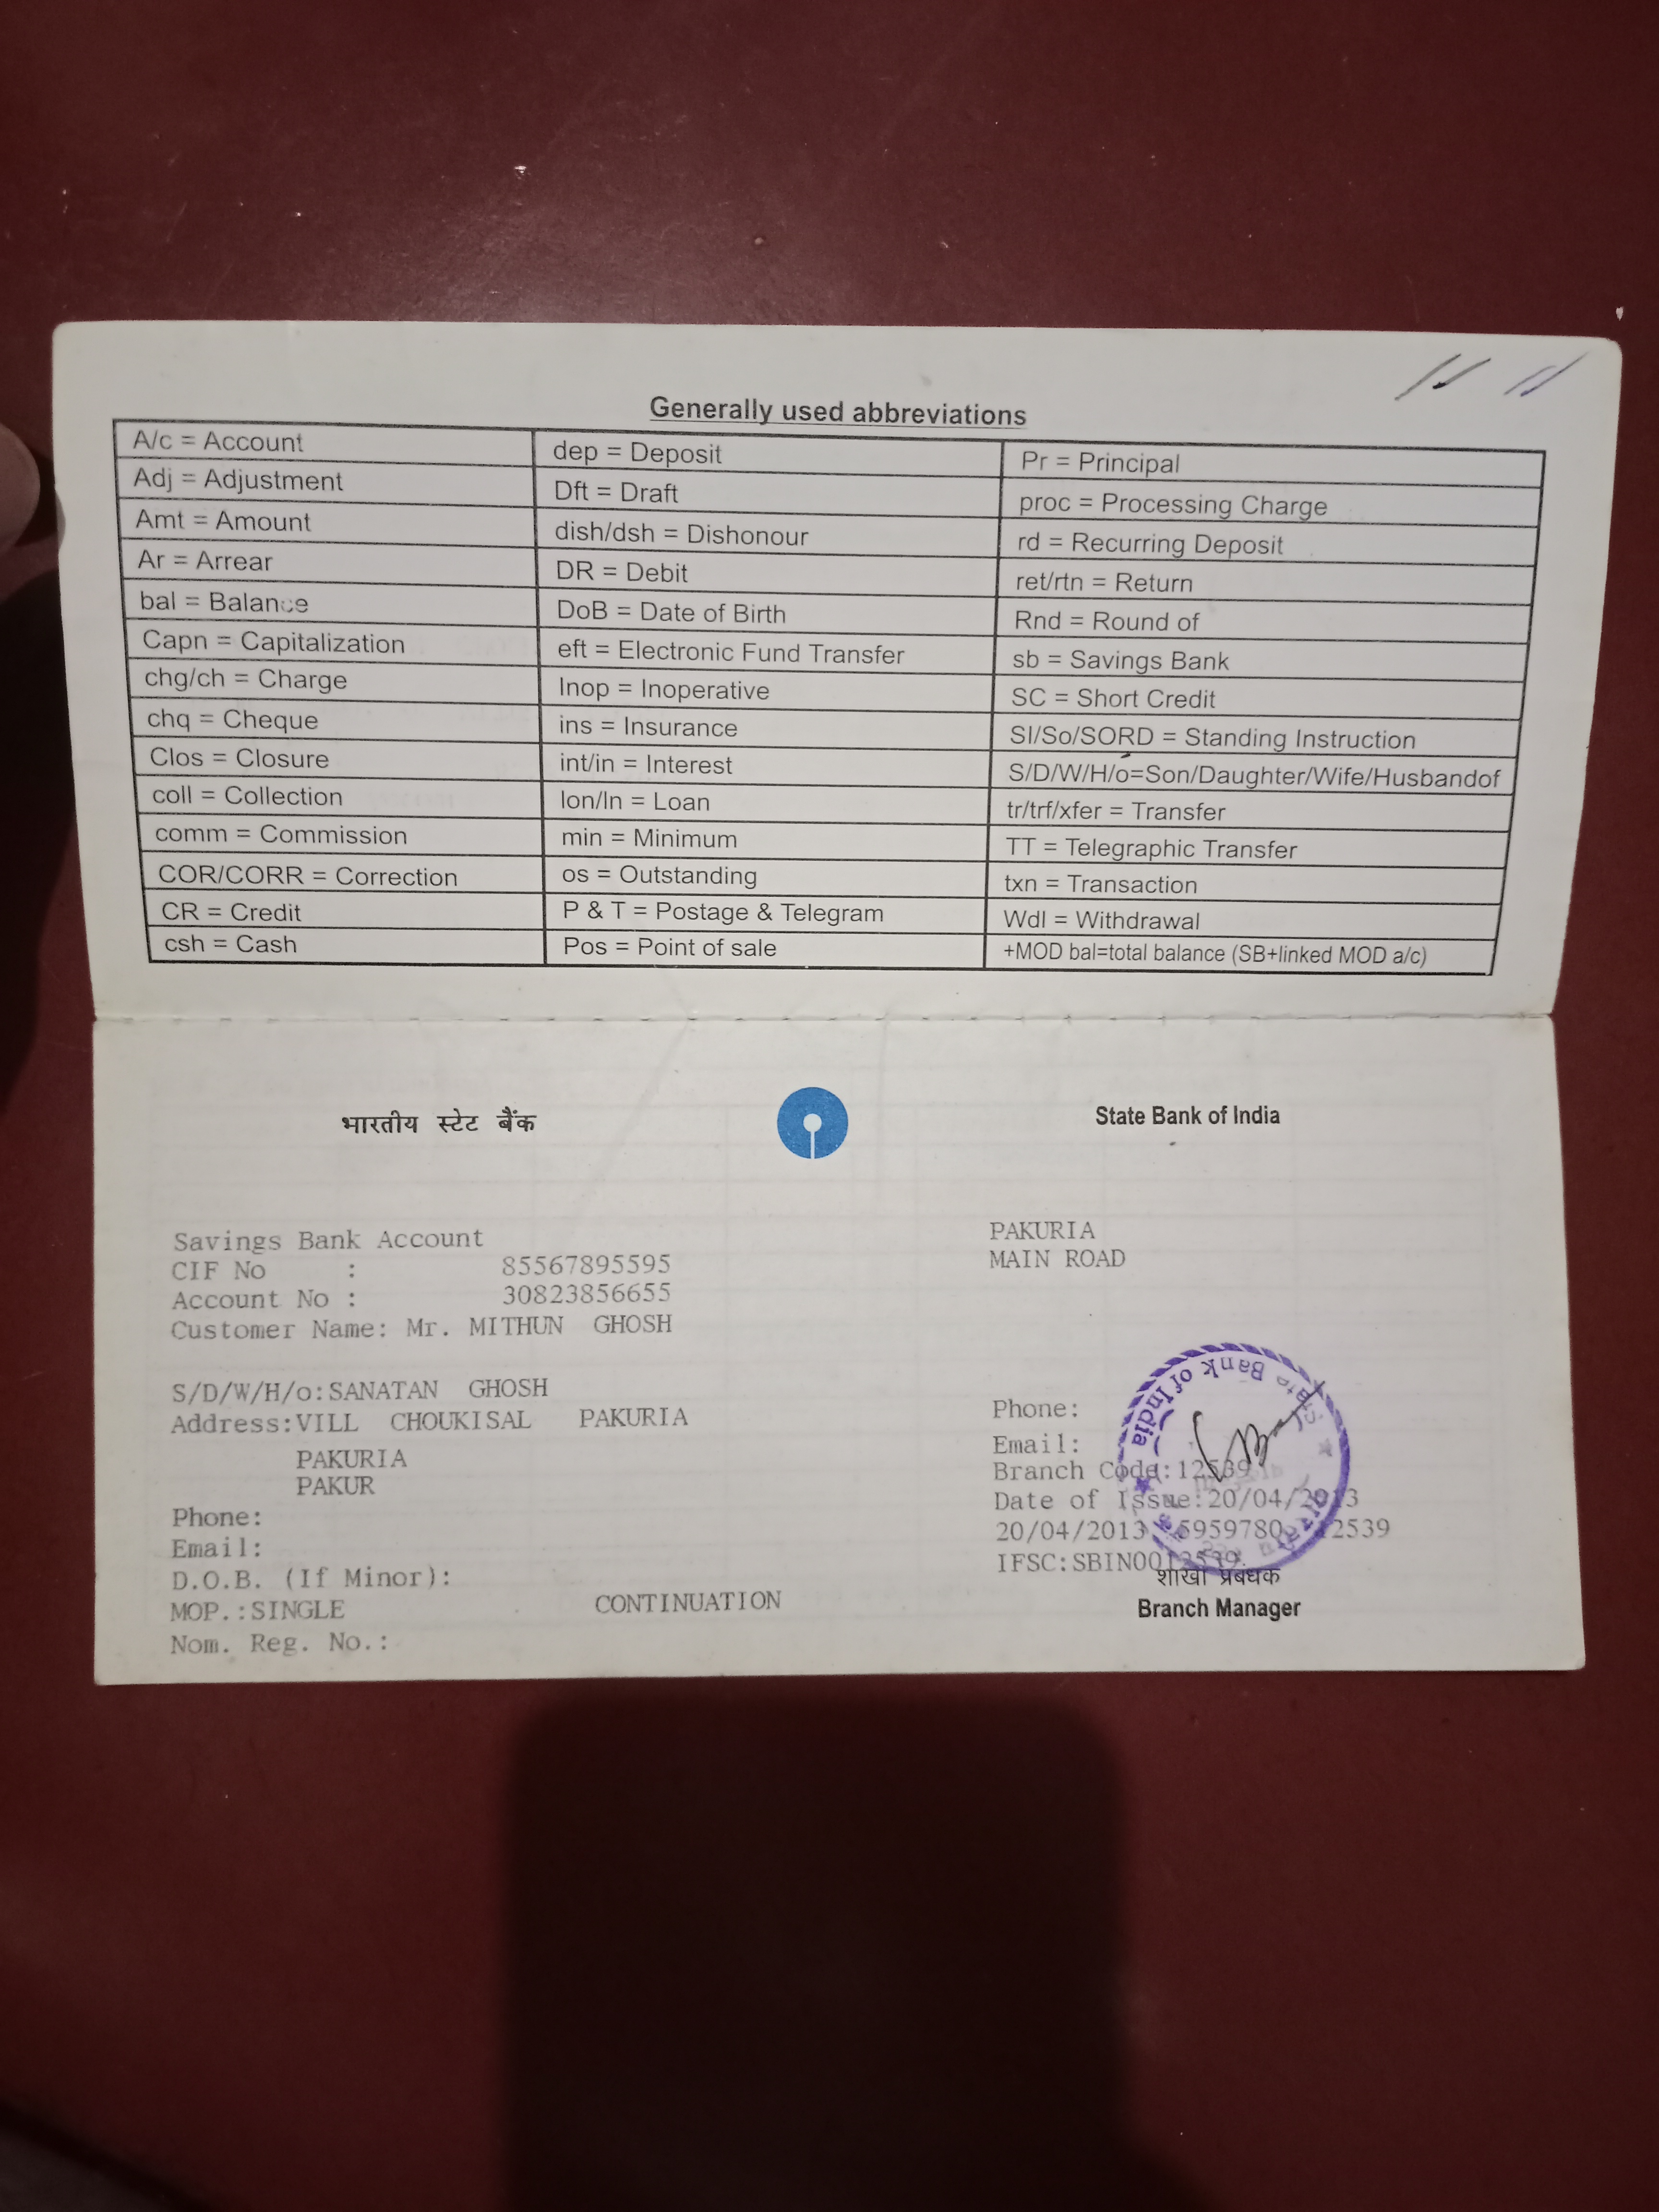 Generally used abbreviations
A/c = Account
Adj = Adjustment
Amt = Amount
Ar = Arrear
bal = Balance
Capn = Capitalization
chg/ch = Charge
chq = Cheque
Clos = Closure
coll = Collection
comm = Commission
COR/CORR = Correction
CR = Credit
csh = Cash
dep = Deposit
Dft = Draft
dish/dsh = Dishonour
DR = Debit
DoB = Date of Birth
eft = Electronic Fund Transfer
Inop = Inoperative
ins = Insurance
int/in = Interest
lon/ln = Loan
min = Minimum
os = Outstanding
P & T = Postage & Telegram
Pos = Point of sale
Pr = Principal
proc = Processing Charge
rd = Recurring Deposit
ret/rtn = Return
Rnd = Round of
sb = Savings Bank
SC = Short Credit
SI/So/SORD = Standing Instruction
S/D/W/H/o=Son/Daughter/Wife/Husbandof
tr/trf/xfer = Transfer
TT = Telegraphic Transfer
txn = Transaction
Wdl = Withdrawal
+MOD bal=total balance (SB+linked MOD a/c)
भारतीय स्टेट बैंक
State Bank of India
Savings Bank Account
CIF No : 85567895595
Account No : 30823856655
Customer Name: Mr. MITHUN GHOSH
S/D/W/H/o:SANATAN GHOSH
Address:VILL CHOUKISAL PAKURIA
PAKURIA
PAKUR
Phone:
Email:
D.O.B. (If Minor):
MOP.:SINGLE CONTINUATION
Nom. Reg. No.:
PAKURIA
MAIN ROAD
Phone:
Email:
Branch Code:12539
Date of Issue:20/04/2013
20/04/2013
IFSC:SBIN0012539
शाखा प्रबंधक
Branch Manager
Bank of India